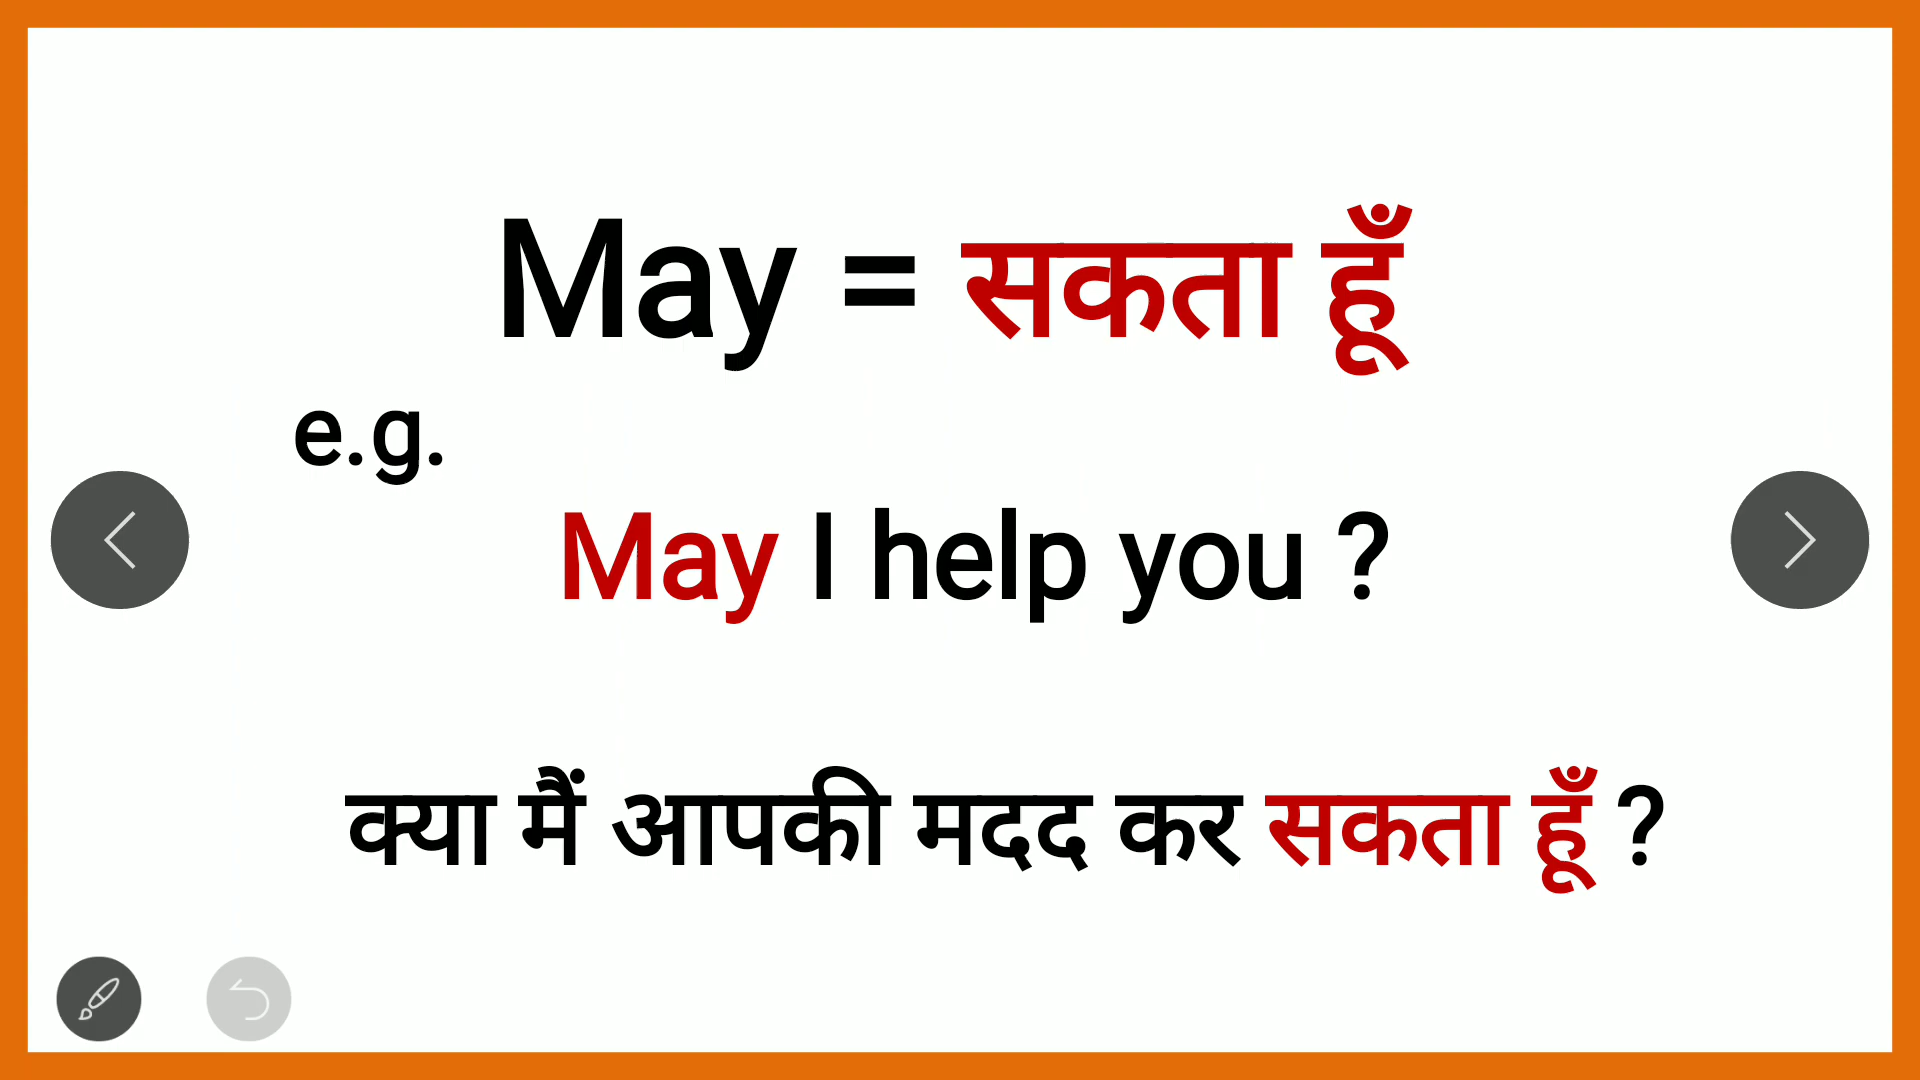 May = सकता हूँ
e.g.
May I help you ?
क्या मैं आपकी मदद कर सकता हूँ ?